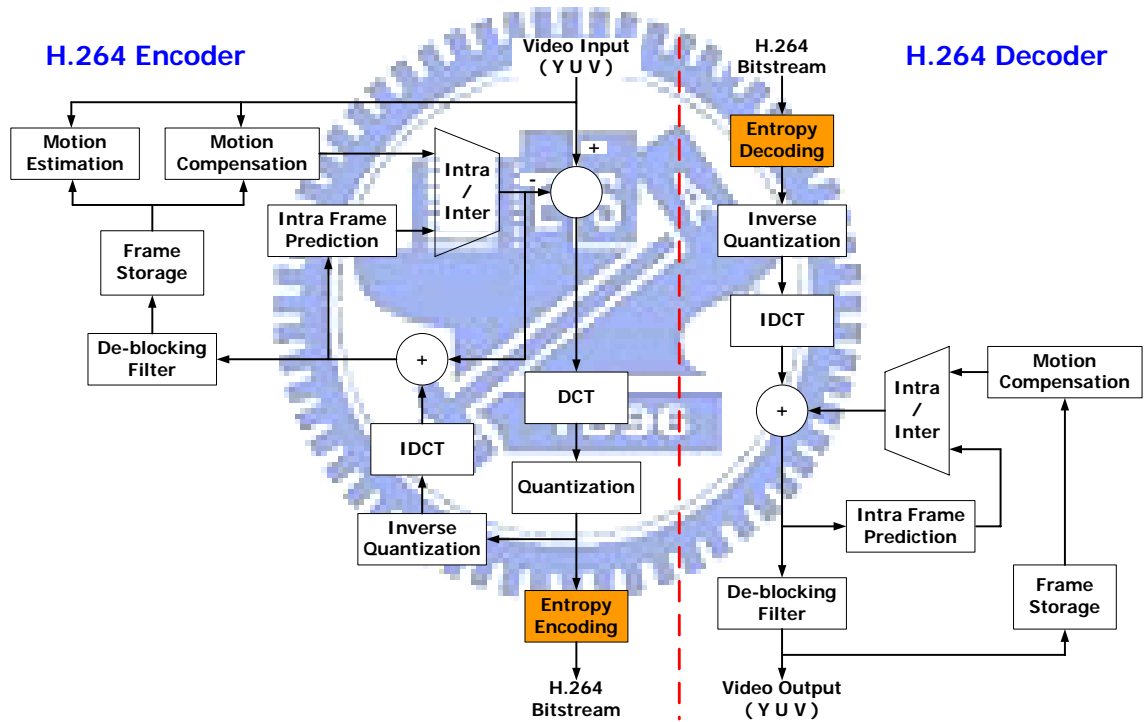 H.264 Encoder
Video Input
( Y U V )
Motion
Estimation
Motion
Compensation
Intra
/
Inter
+
-
Intra Frame
Prediction
Frame
Storage
De-blocking
Filter
+
DCT
IDCT
Quantization
Inverse
Quantization
Entropy
Encoding
H.264
Bitstream
H.264 Decoder
H.264
Bitstream
Entropy
Decoding
Inverse
Quantization
IDCT
+
Intra
/
Inter
Motion
Compensation
Intra Frame
Prediction
De-blocking
Filter
Frame
Storage
Video Output
( Y U V )